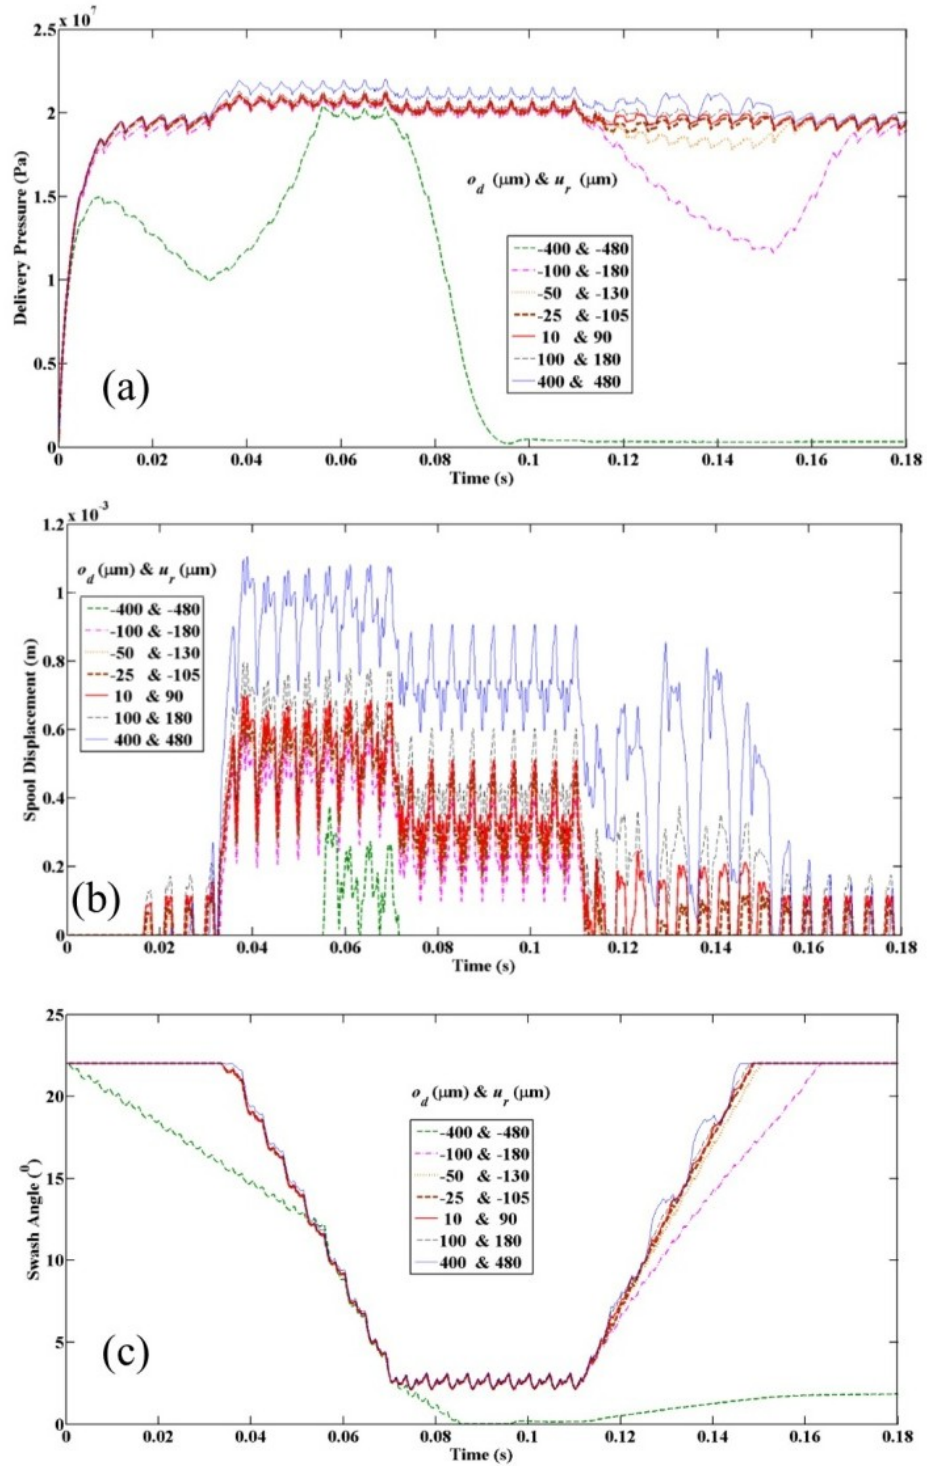 x 10^7
2.5
2
1.5
1
0.5
0
Delivery Pressure (Pa)
o_d (μm) & u_r (μm)
-400 & -480
-100 & -180
-50 & -130
-25 & -105
10 & 90
100 & 180
400 & 480
(a)
0 0.02 0.04 0.06 0.08 0.1 0.12 0.14 0.16 0.18
Time (s)
x 10^-3
1.2
1
0.8
0.6
0.4
0.2
0
Spool Displacement (m)
o_d (μm) & u_r (μm)
-400 & -480
-100 & -180
-50 & -130
-25 & -105
10 & 90
100 & 180
400 & 480
(b)
0 0.02 0.04 0.06 0.08 0.1 0.12 0.14 0.16 0.18
Time (s)
25
20
15
10
5
0
Swash Angle (^0)
o_d (μm) & u_r (μm)
-400 & -480
-100 & -180
-50 & -130
-25 & -105
10 & 90
100 & 180
400 & 480
(c)
0 0.02 0.04 0.06 0.08 0.1 0.12 0.14 0.16 0.18
Time (s)